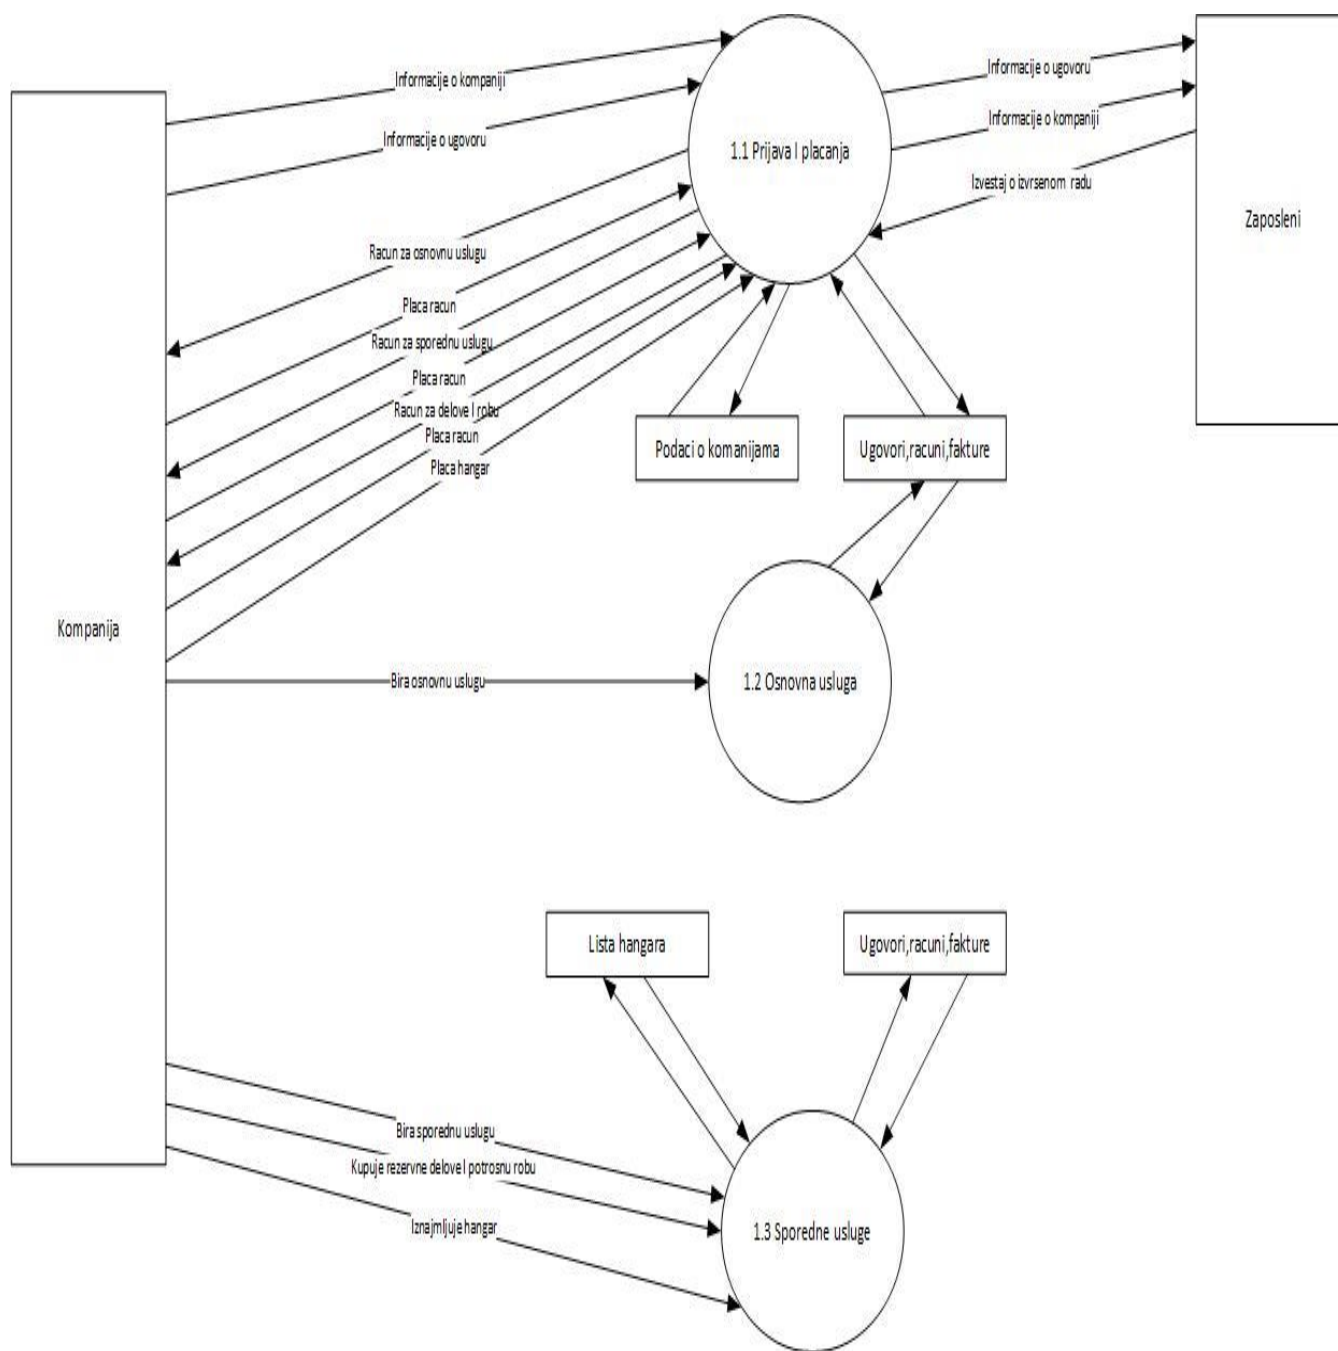 Informacije o kompaniji
Informacije o ugovoru
1.1 Prijava I placanja
Informacije o ugovoru
Informacije o kompaniji
Izvestaj o izvrsenom radu
Zaposleni
Racun za osnovnu uslugu
Placa racun
Racun za sporednu uslugu
Placa racun
Racun za delove I robu
Placa racun
Placa hangar
Podaci o komanijama
Ugovori,racuni,fakture
Kompanija
Bira osnovnu uslugu
1.2 Osnovna usluga
Lista hangara
Ugovori,racuni,fakture
Bira sporednu uslugu
Kupuje rezervne delove I potrosnu robu
Iznajmljuje hangar
1.3 Sporedne usluge